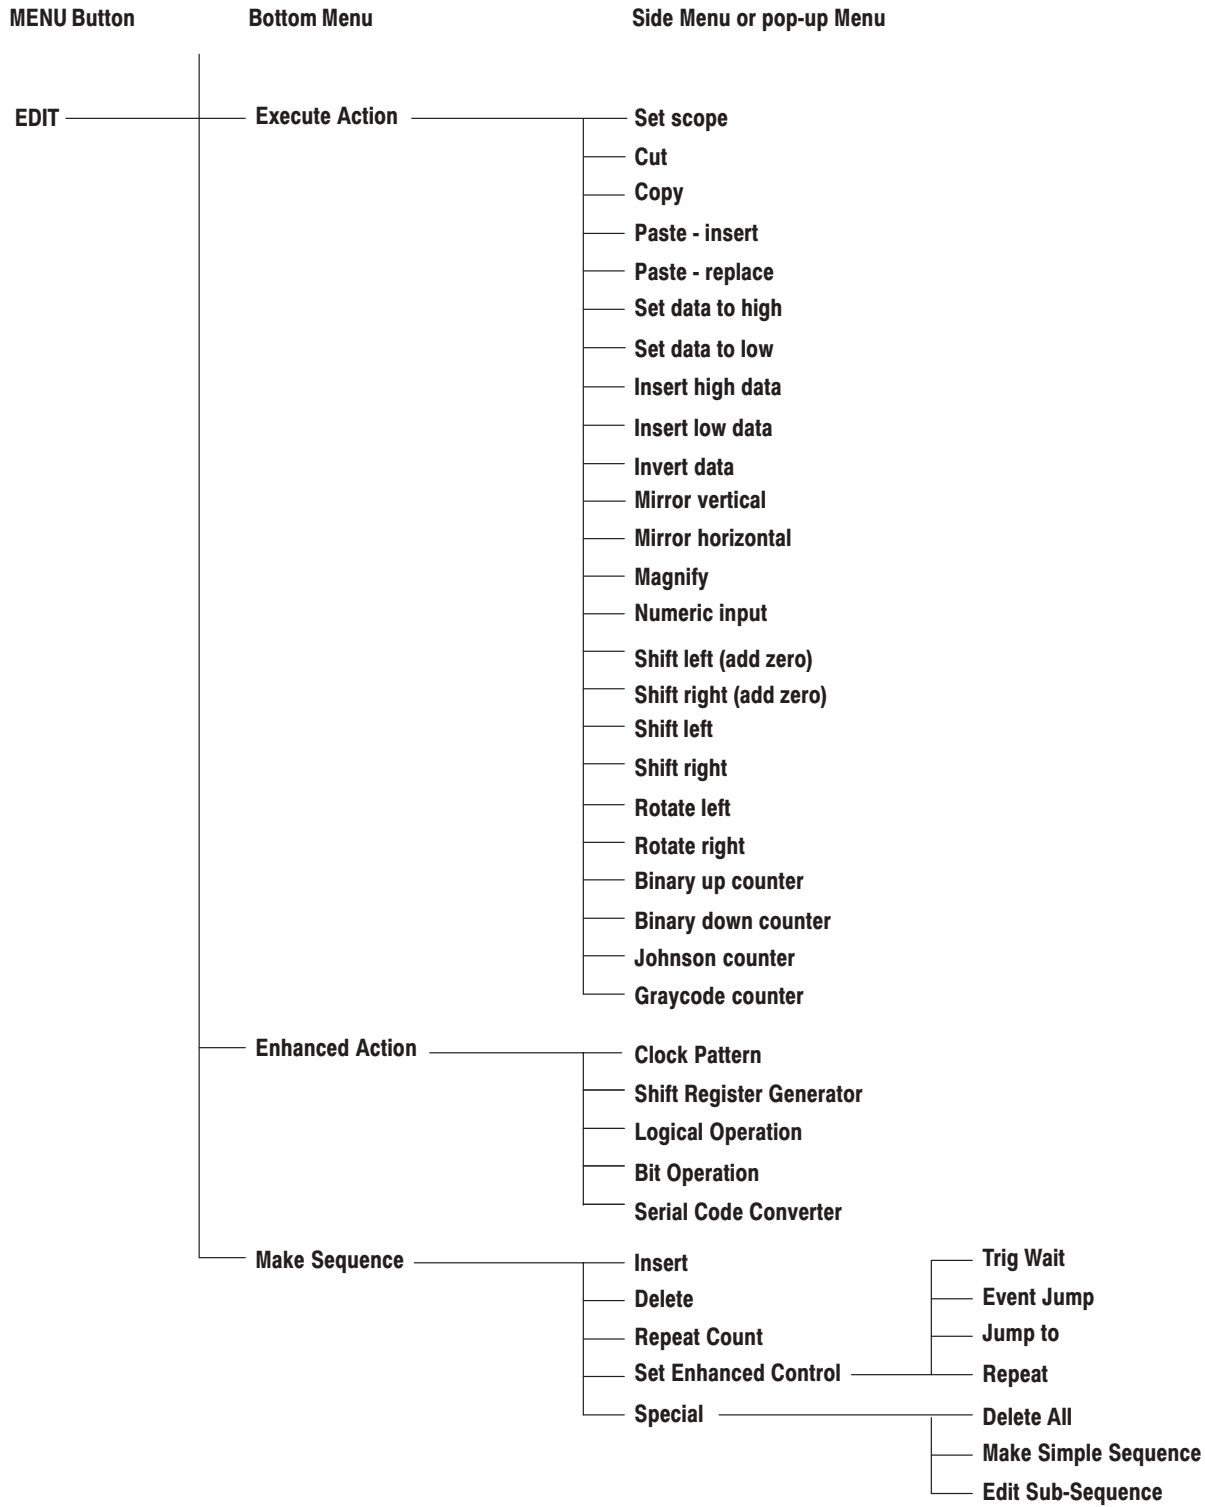 MENU Button Bottom Menu Side Menu or pop-up Menu
EDIT Execute Action Set scope
Cut
Copy
Paste - insert
Paste - replace
Set data to high
Set data to low
Insert high data
Insert low data
Invert data
Mirror vertical
Mirror horizontal
Magnify
Numeric input
Shift left (add zero)
Shift right (add zero)
Shift left
Shift right
Rotate left
Rotate right
Binary up counter
Binary down counter
Johnson counter
Graycode counter
Enhanced Action Clock Pattern
Shift Register Generator
Logical Operation
Bit Operation
Serial Code Converter
Make Sequence Insert Trig Wait
Delete Event Jump
Repeat Count Jump to
Set Enhanced Control Repeat
Special Delete All
Make Simple Sequence
Edit Sub-Sequence